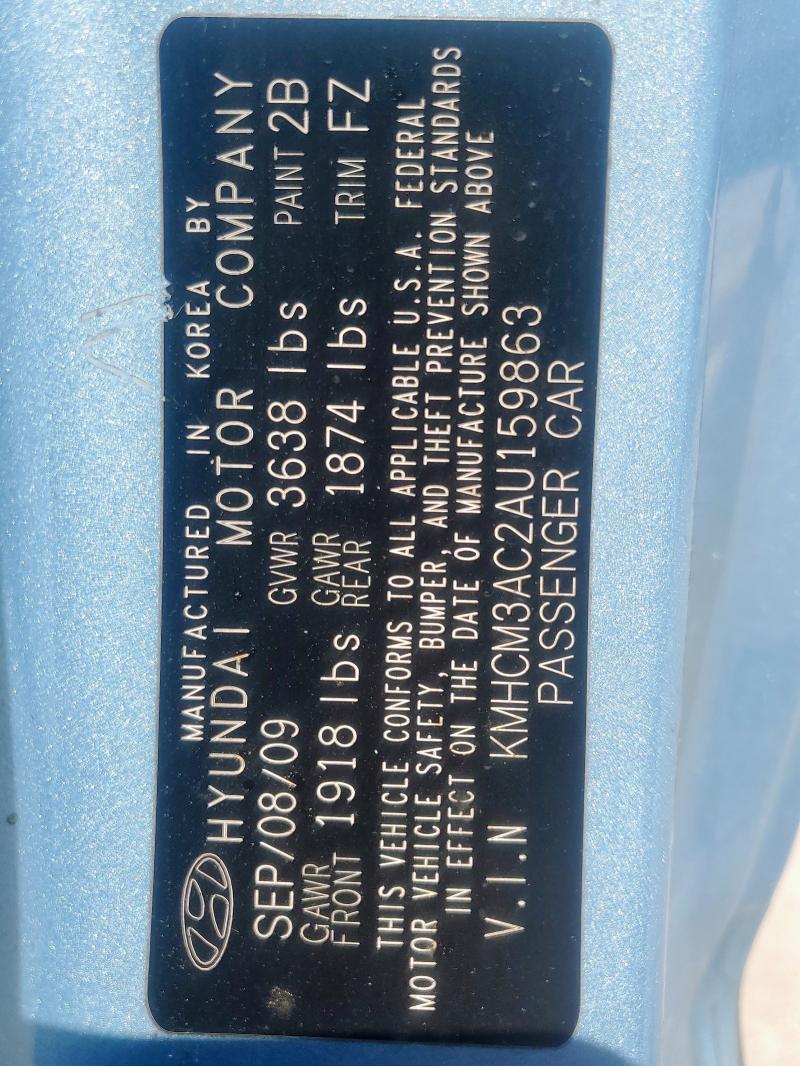 MANUFACTURED IN KOREA BY
HYUNDAI MOTOR COMPANY
SEP/08/09 GVWR 3638 lbs PAINT 2B
GAWR FRONT 1918 lbs GAWR REAR 1874 lbs TRIM FZ
THIS VEHICLE CONFORMS TO ALL APPLICABLE U.S.A. FEDERAL
MOTOR VEHICLE SAFETY, BUMPER, AND THEFT PREVENTION STANDARDS
IN EFFECT ON THE DATE OF MANUFACTURE SHOWN ABOVE
V.I.N KMHCM3AC2AU159863
PASSENGER CAR